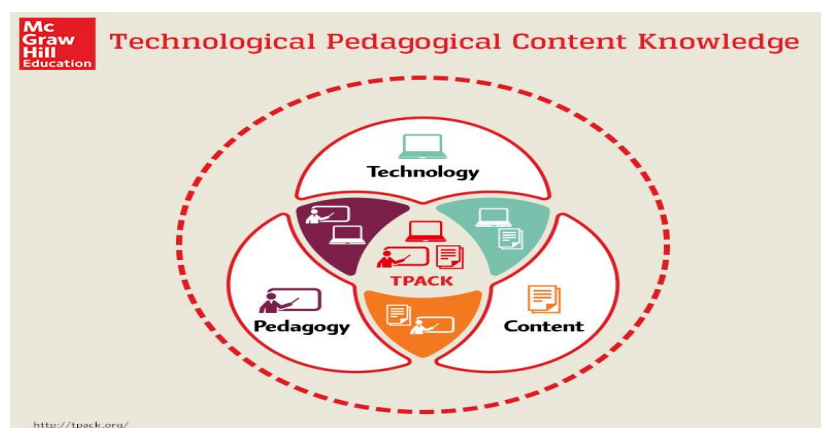 Mc
Graw
Hill
Education
Technological Pedagogical Content Knowledge
Technology
TPACK
Pedagogy
Content
http://tpack.org/